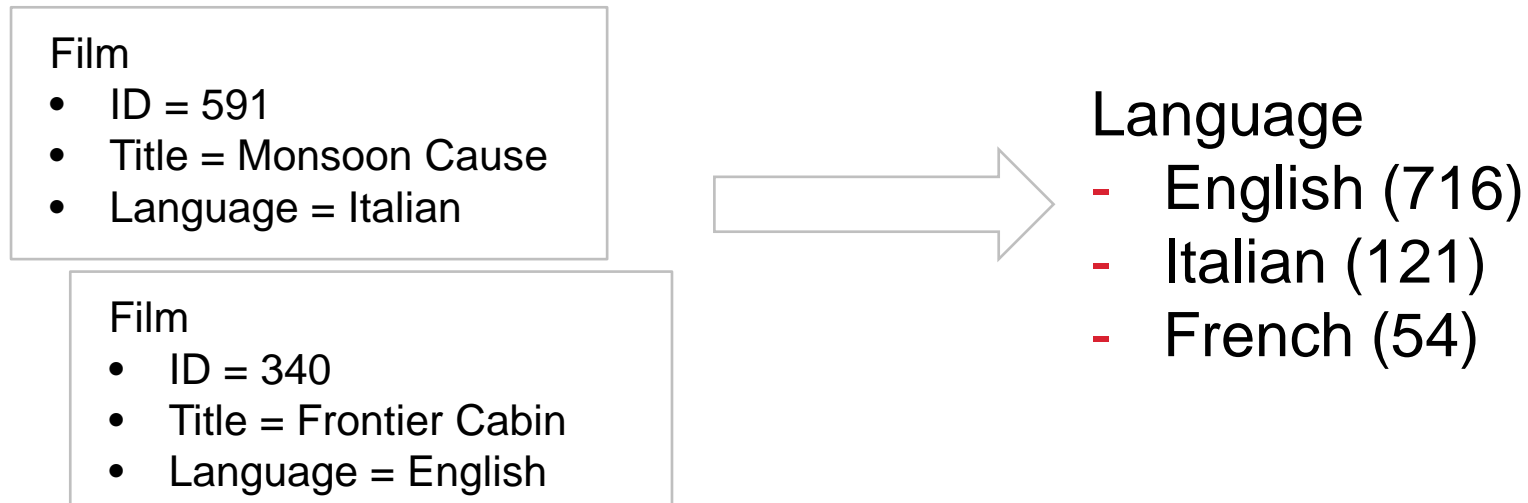 Film
• ID = 591
• Title = Monsoon Cause
• Language = Italian
Film
• ID = 340
• Title = Frontier Cabin
• Language = English
Language
- English (716)
- Italian (121)
- French (54)